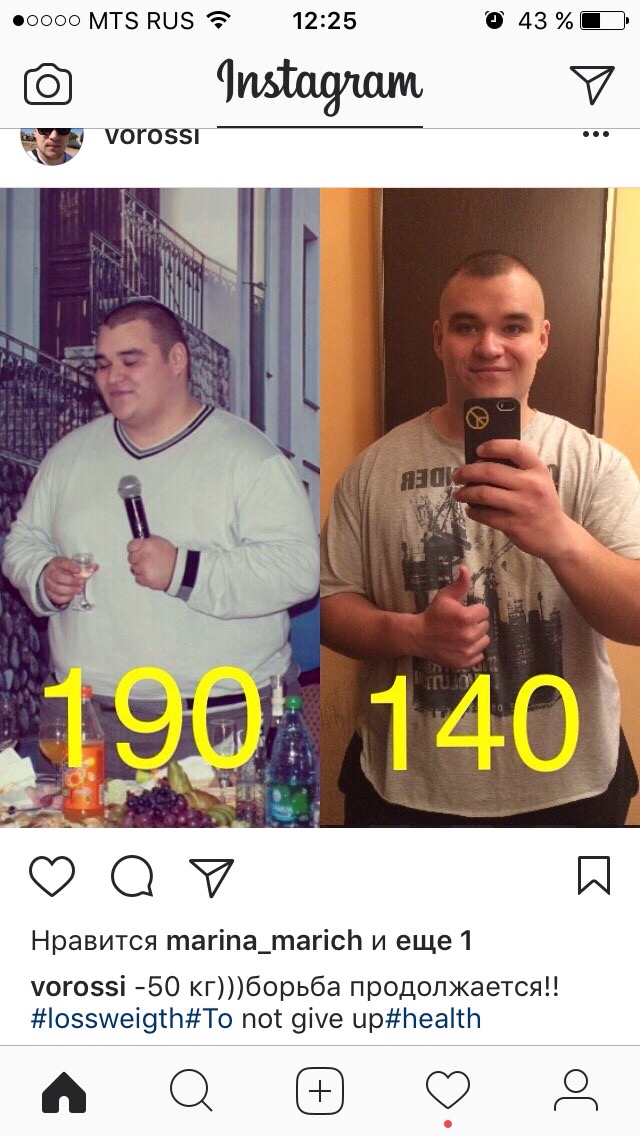 MTS RUS 12:25 43 %
Instagram
vorossi
190 140
Нравится marina_marich и еще 1
vorossi -50 кг)))борьба продолжается!!
#lossweigth#To not give up#health